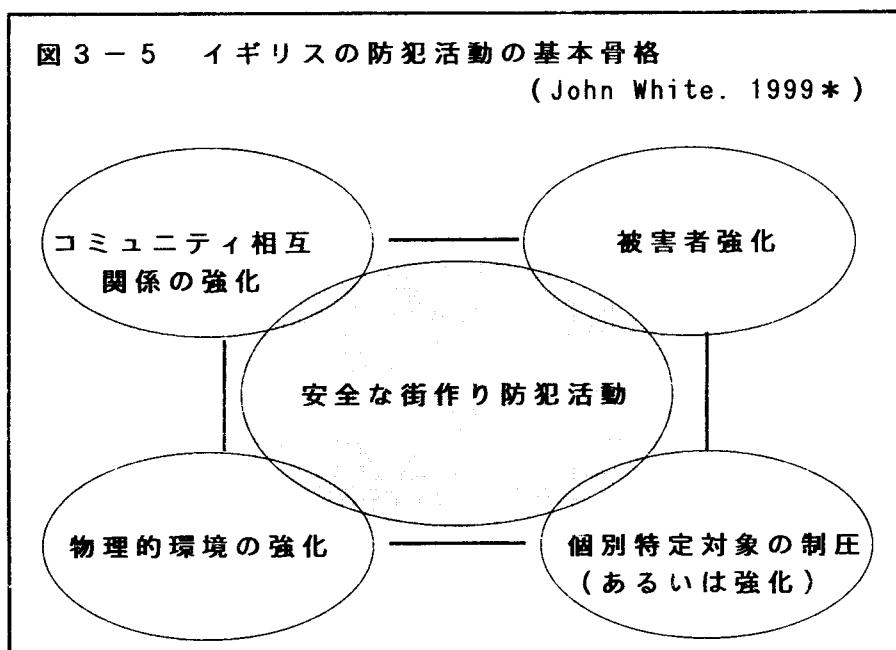 図3－5 イギリスの防犯活動の基本骨格
(John White. 1999*)
コミュニティ相互
関係の強化
被害者強化
安全な街作り防犯活動
物理的環境の強化
個別特定対象の制圧
(あるいは強化)